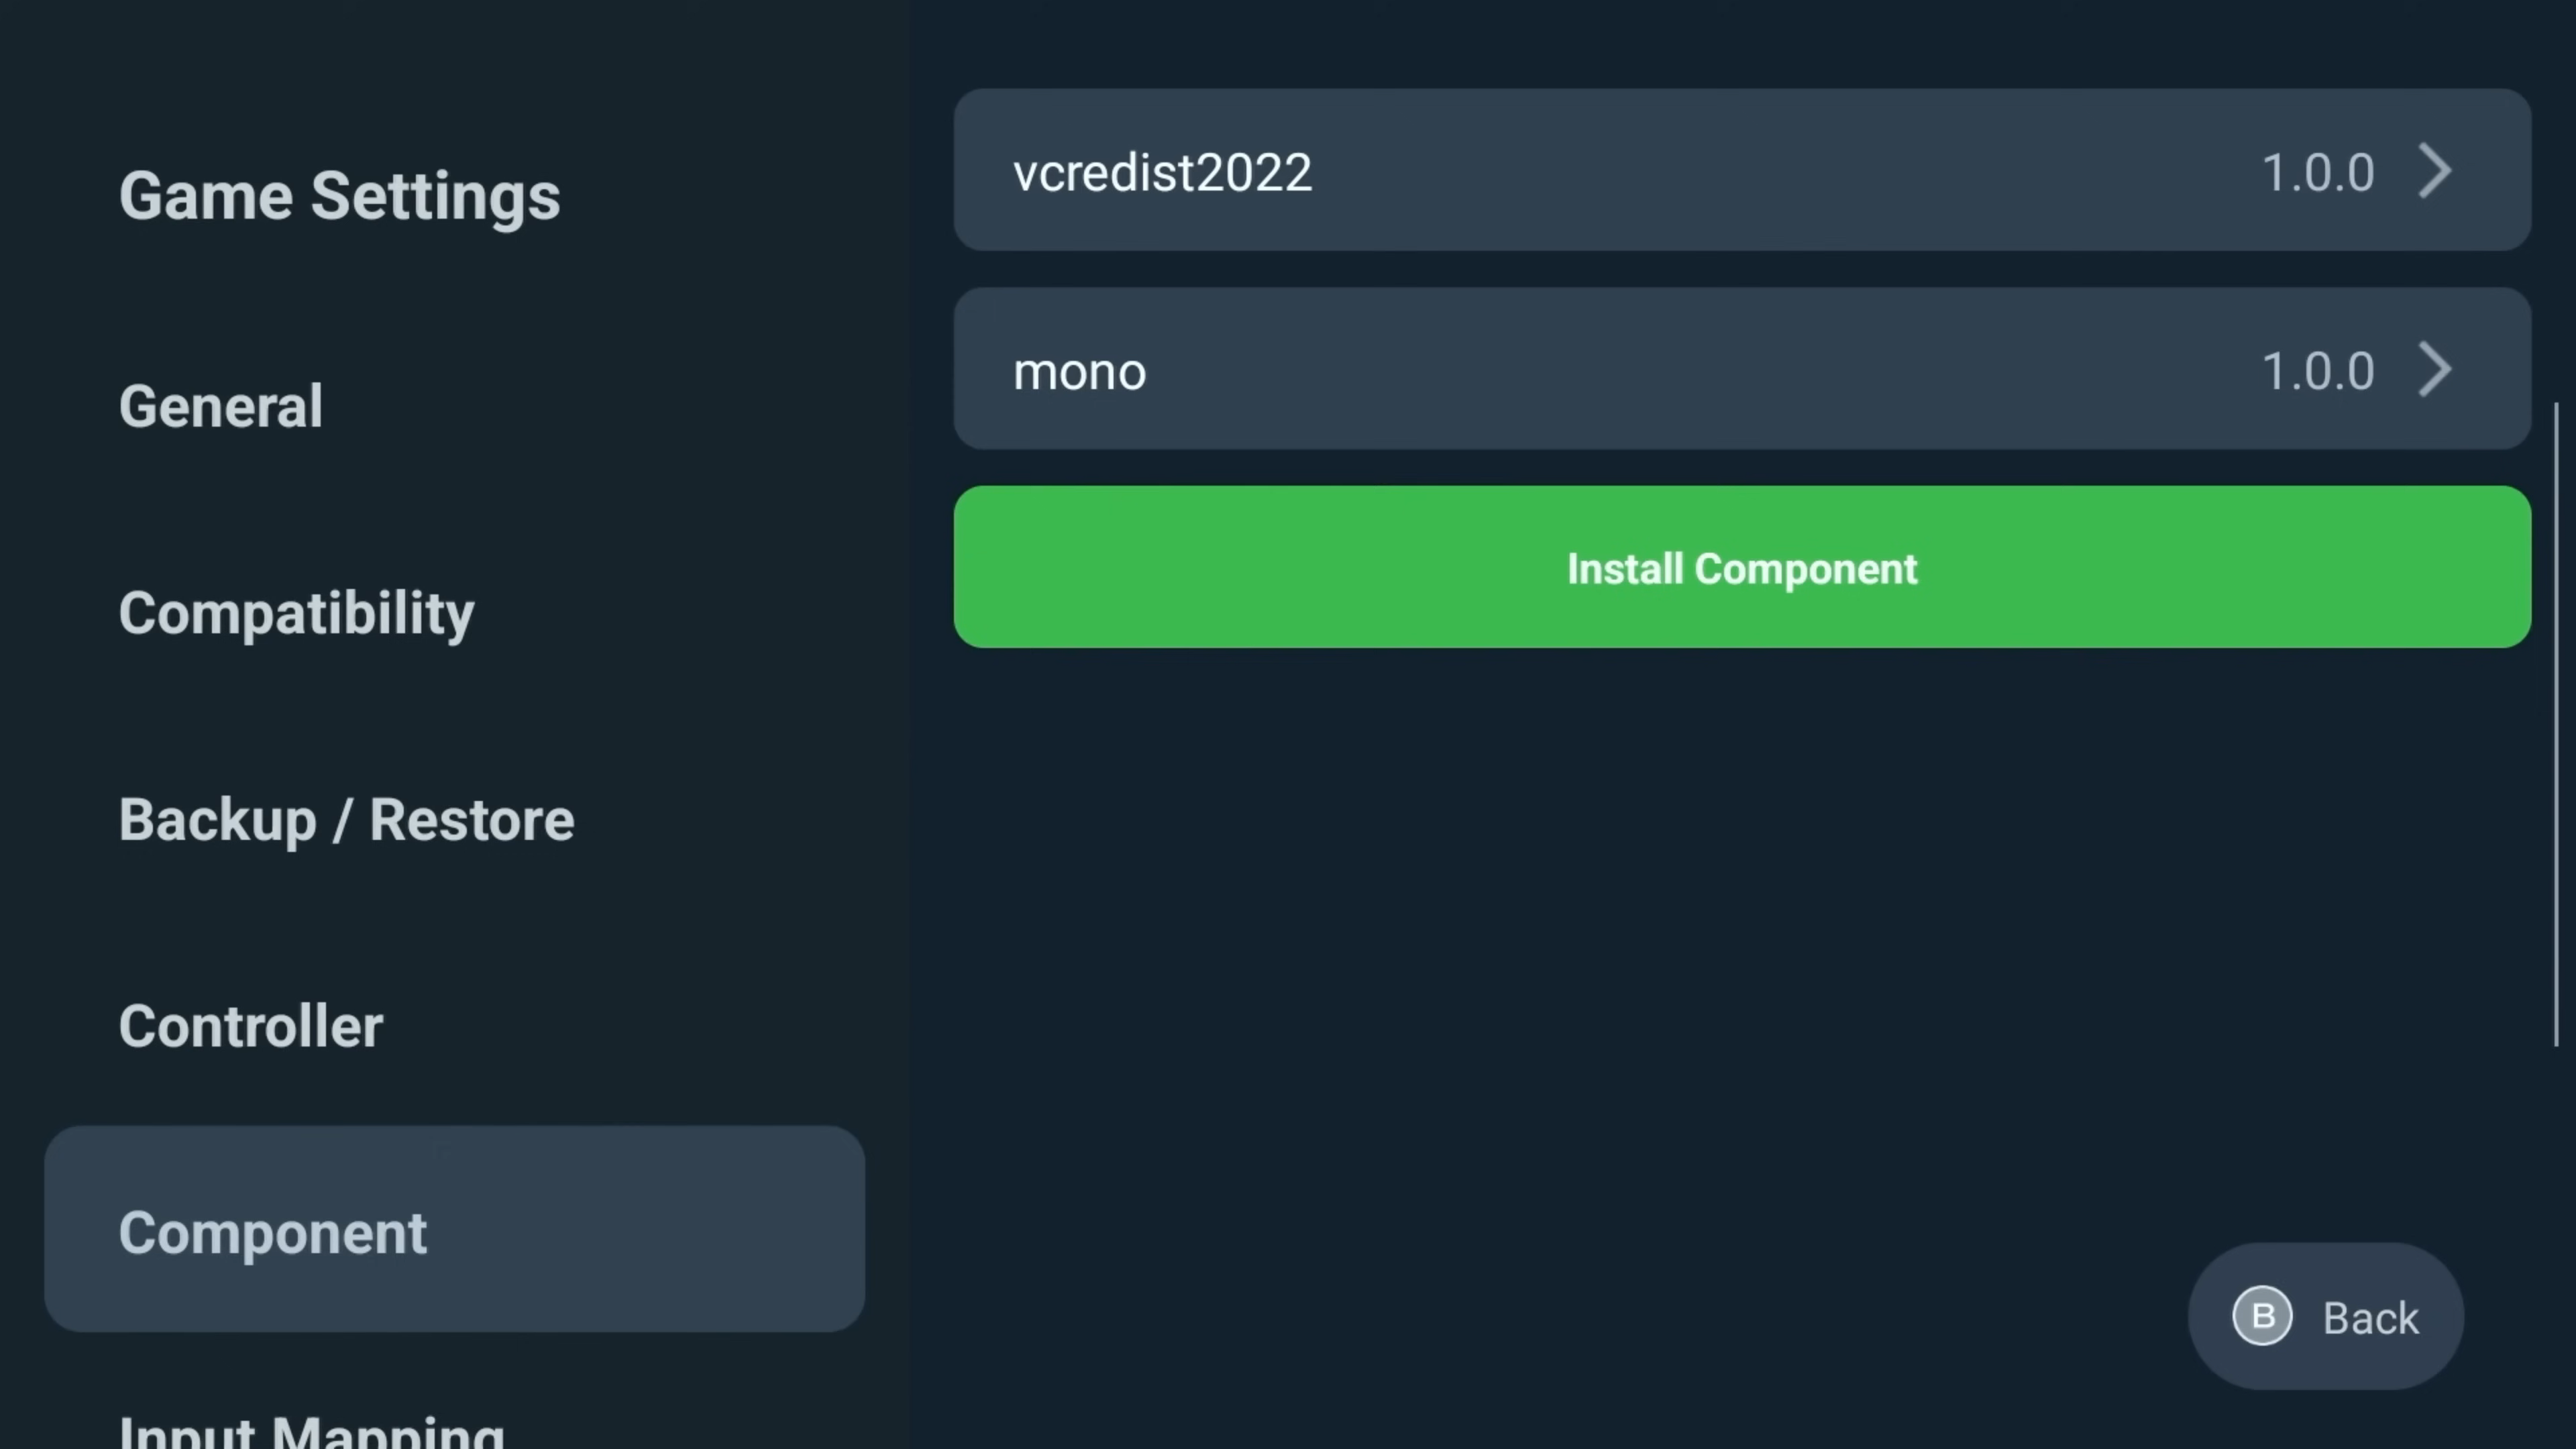 Game Settings
General
Compatibility
Backup / Restore
Controller
Component
Input Mapping
vcredist2022
1.0.0
mono
1.0.0
Install Component
B Back